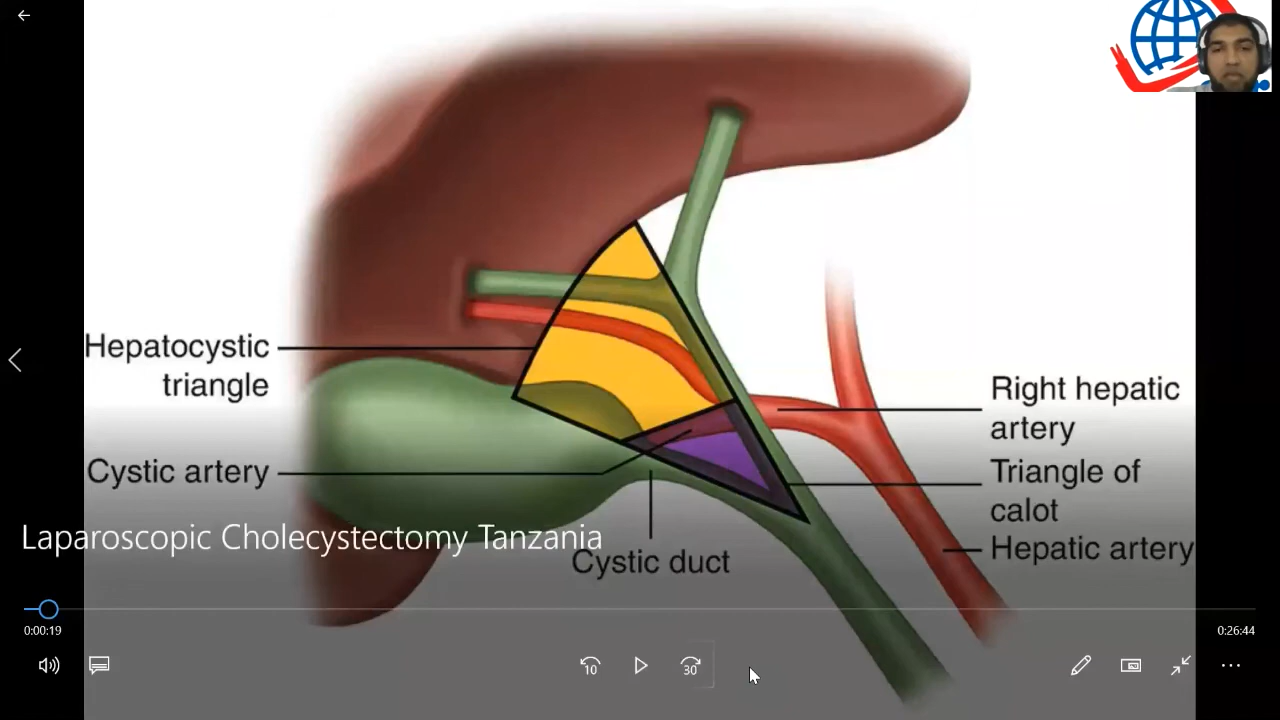 Hepatocystic
triangle
Right hepatic
artery
Cystic artery
Triangle of
calot
Laparoscopic Cholecystectomy Tanzania
Cystic duct
Hepatic artery
0:00:19
0:26:44
10
30